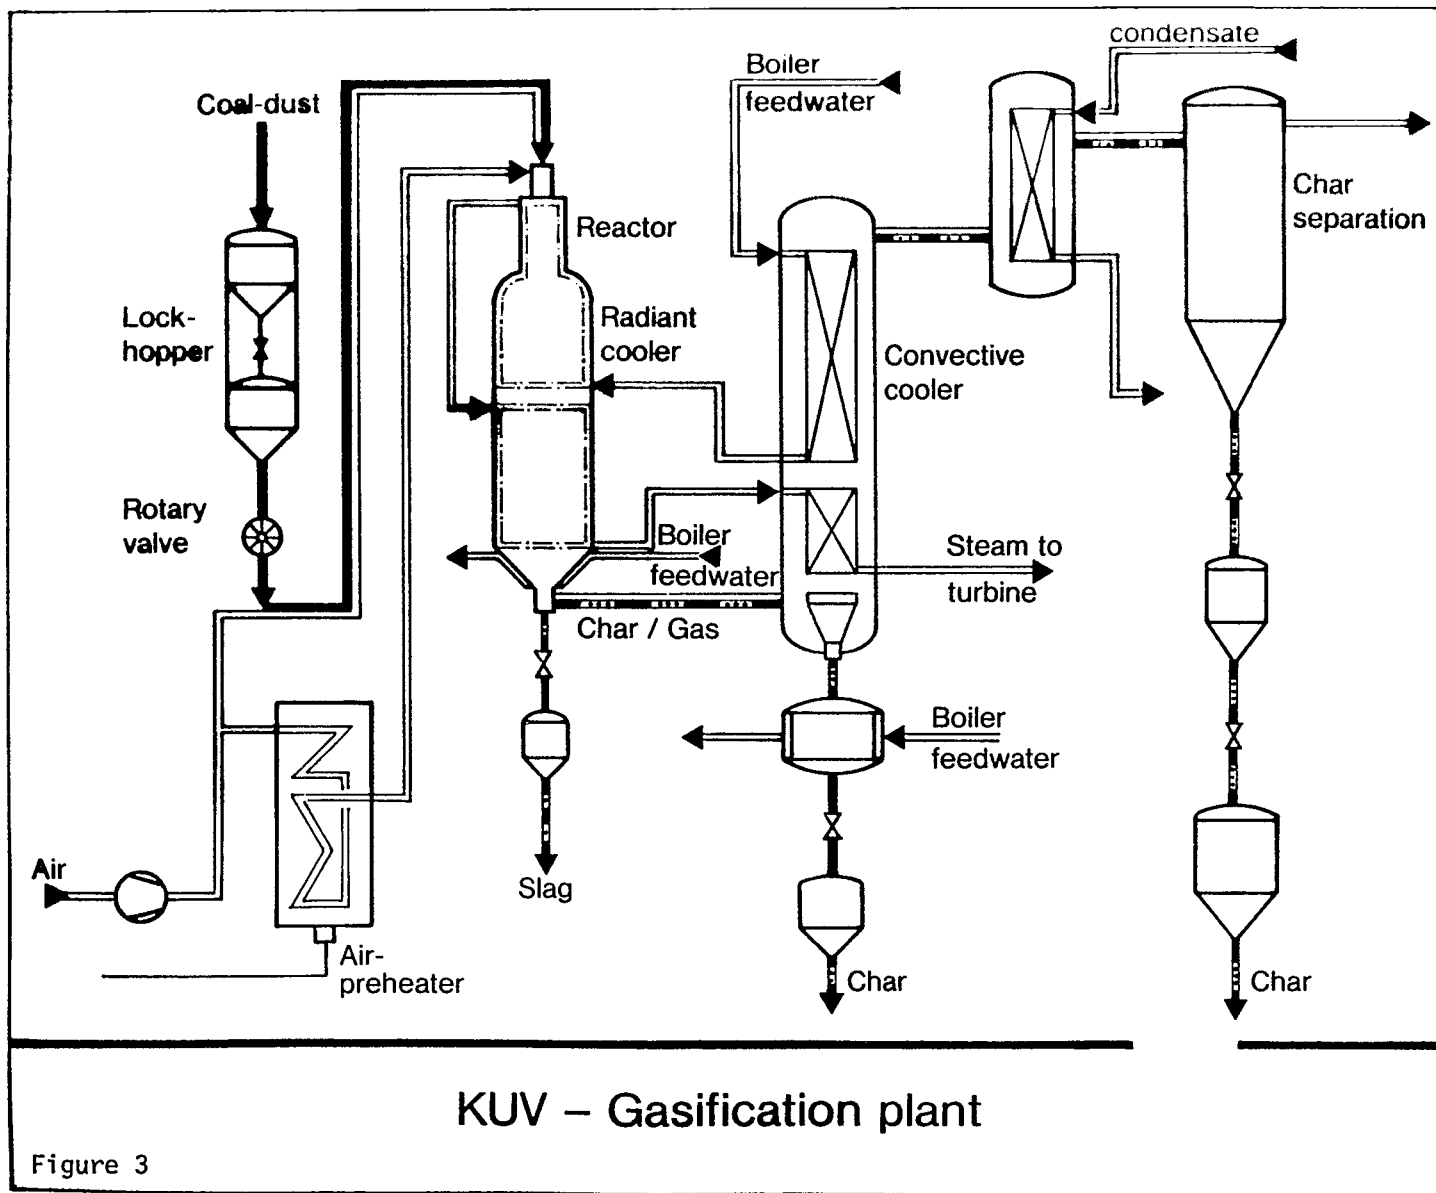 condensate
Boiler
feedwater
Coal-dust
Char
separation
Reactor
Lock-
hopper
Radiant
cooler
Convective
cooler
Rotary
valve
Boiler
feedwater
Steam to
turbine
Char / Gas
Boiler
feedwater
Air
Slag
Air-
preheater
Char
Char
KUV – Gasification plant
Figure 3